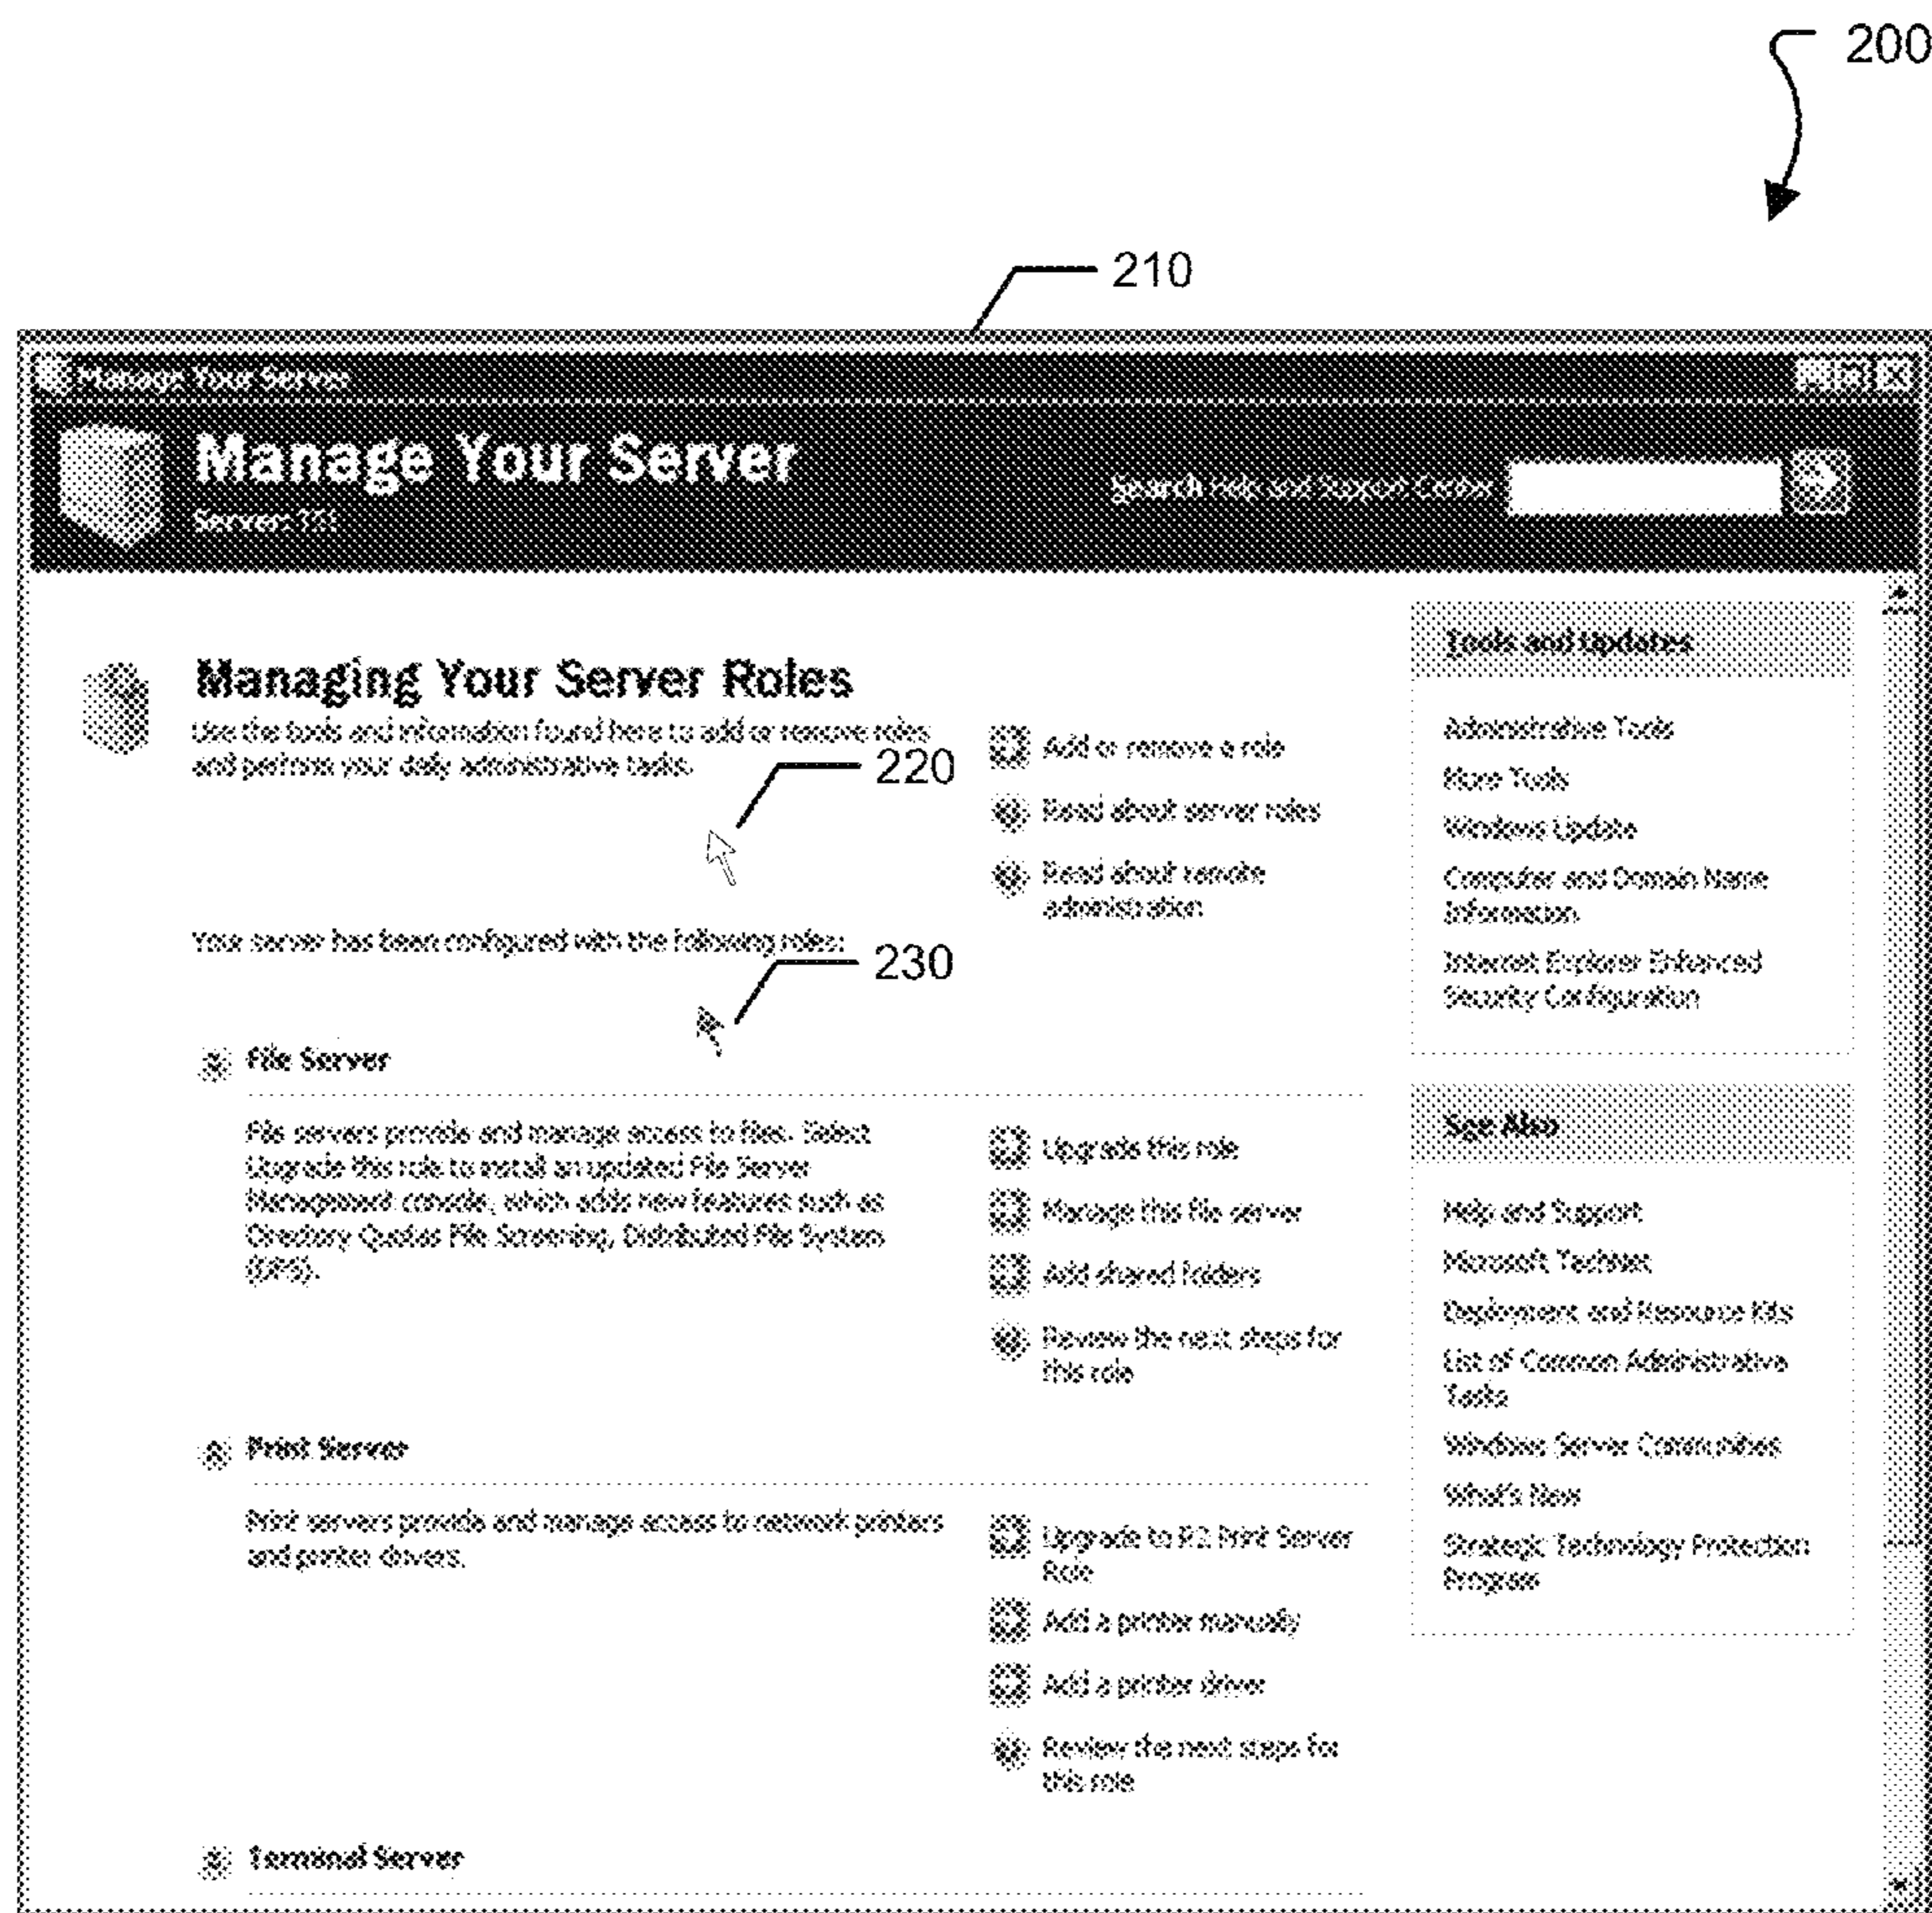 200
210
Manage Your Server
Manage Your Server
Server:
Search Help and Support Center
Managing Your Server Roles
Use the tools and information found here to add or remove roles
and perform your daily administrative tasks.
220
Add or remove a role
Read about server roles
Read about remote
administration
Your server has been configured with the following roles:
230
File Server
File servers provide and manage access to files. Select
Upgrade this role to install an updated File Server
Management console, which adds new features such as
Directory Quotas File Screening, Distributed File System
(DFS).
Upgrade this role
Manage this file server
Add shared folders
Review the next steps for
this role
Print Server
Print servers provide and manage access to network printers
and printer drivers.
Upgrade to R2 Print Server
Role
Add a printer manually
Add a printer driver
Review the next steps for
this role
Terminal Server
Tools and Updates
Administrative Tools
More Tools
Windows Update
Computer and Domain Name
Information
Internet Explorer Enhanced
Security Configuration
See Also
Help and Support
Microsoft TechNet
Deployment and Resource Kits
List of Common Administrative
Tasks
Windows Server Communities
What's New
Strategic Technology Protection
Program